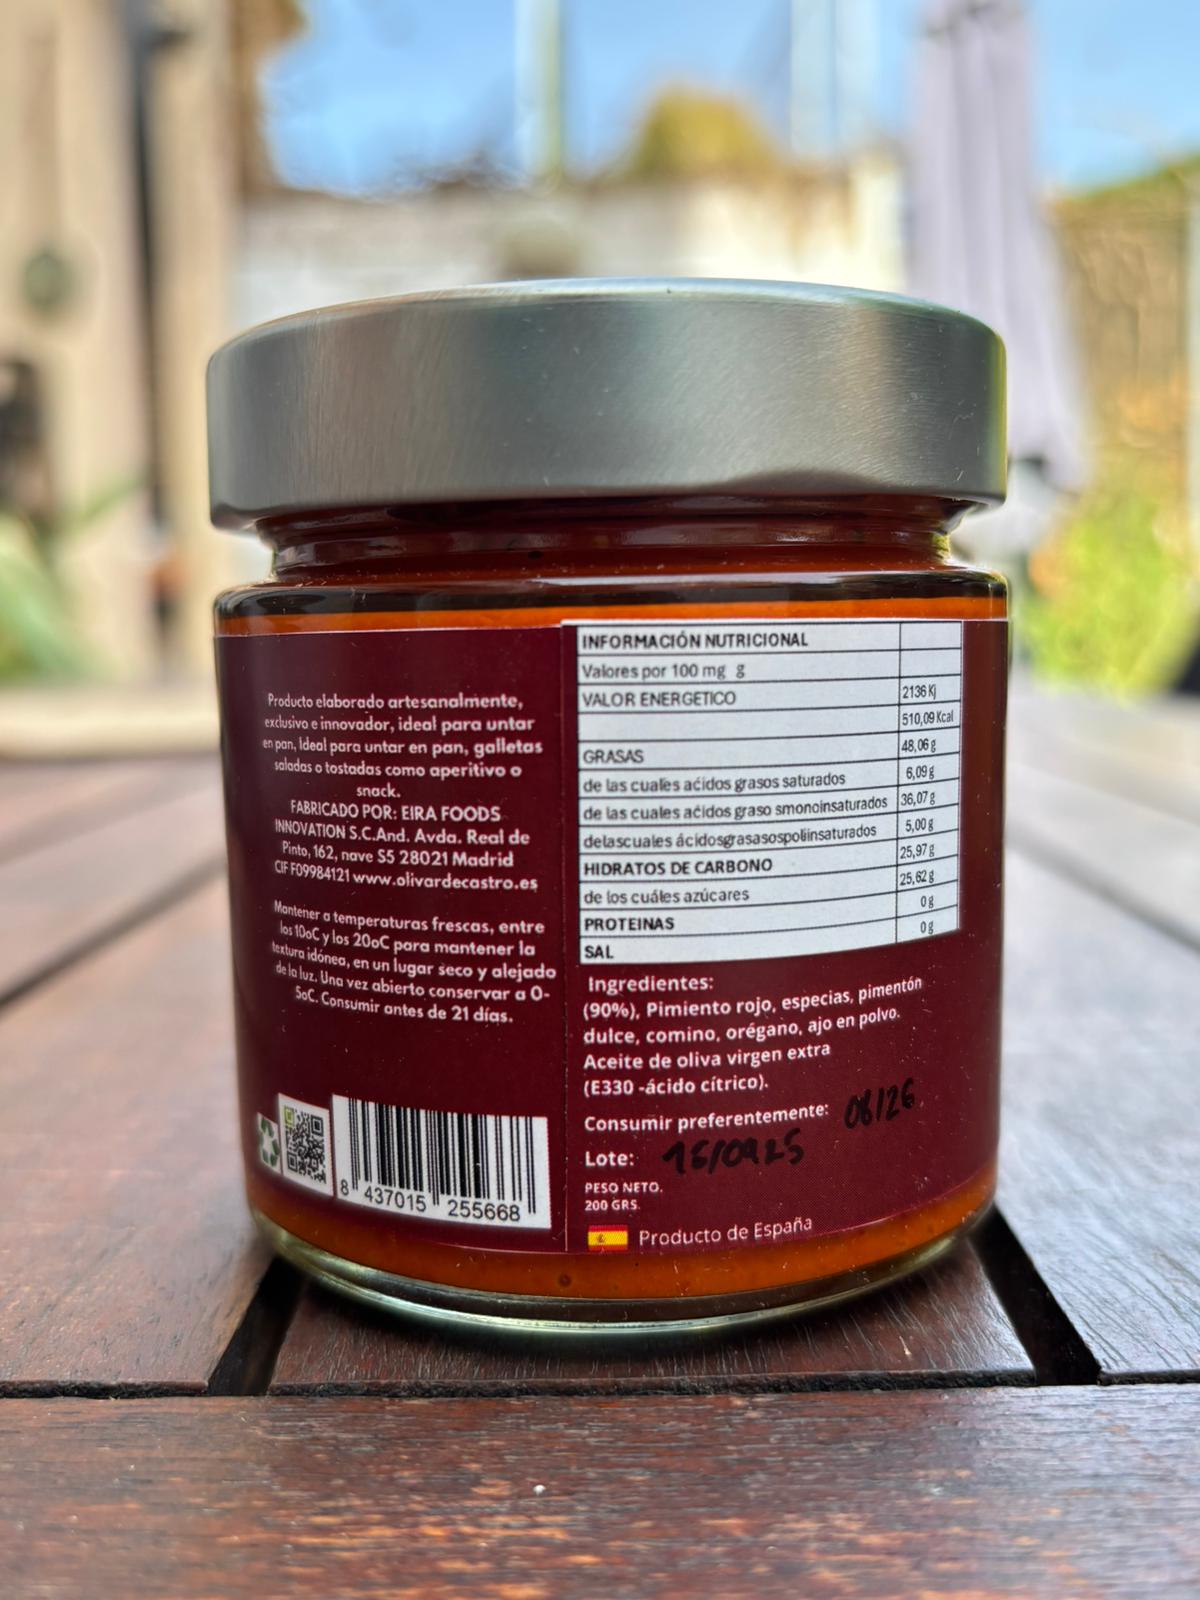 Producto elaborado artesanalmente,
exclusivo e innovador, ideal para untar
en pan, Ideal para untar en pan, galletas
saladas o tostadas como aperitivo o
snack.
FABRICADO POR: EIRA FOODS
INNOVATION S.C.And. Avda. Real de
Pinto, 162, nave S5 28021 Madrid
CIF F09984121 www.olivardecastro.es
Mantener a temperaturas frescas, entre
los 10oC y los 20oC para mantener la
textura idónea, en un lugar seco y alejado
de la luz. Una vez abierto conservar a 0-
5oC. Consumir antes de 21 días.
8 437015 255668
INFORMACIÓN NUTRICIONAL
Valores por 100 mg g
VALOR ENERGETICO 2136 Kj
510,09 Kcal
GRASAS 48,06 g
de las cuales acidos grasos saturados 6,09 g
de las cuales acidos graso smonoinsaturados 36,07 g
delascuales ácidosgrasasospoliinsaturados 5,00 g
HIDRATOS DE CARBONO 25,97 g
de los cuáles azúcares 25,62 g
PROTEINAS 0 g
SAL 0 g
Ingredientes:
(90%), Pimiento rojo, especias, pimentón
dulce, comino, orégano, ajo en polvo.
Aceite de oliva virgen extra
(E330 -ácido cítrico).
Consumir preferentemente: 08/26
Lote: 15/0925
PESO NETO.
200 GRS.
Producto de España